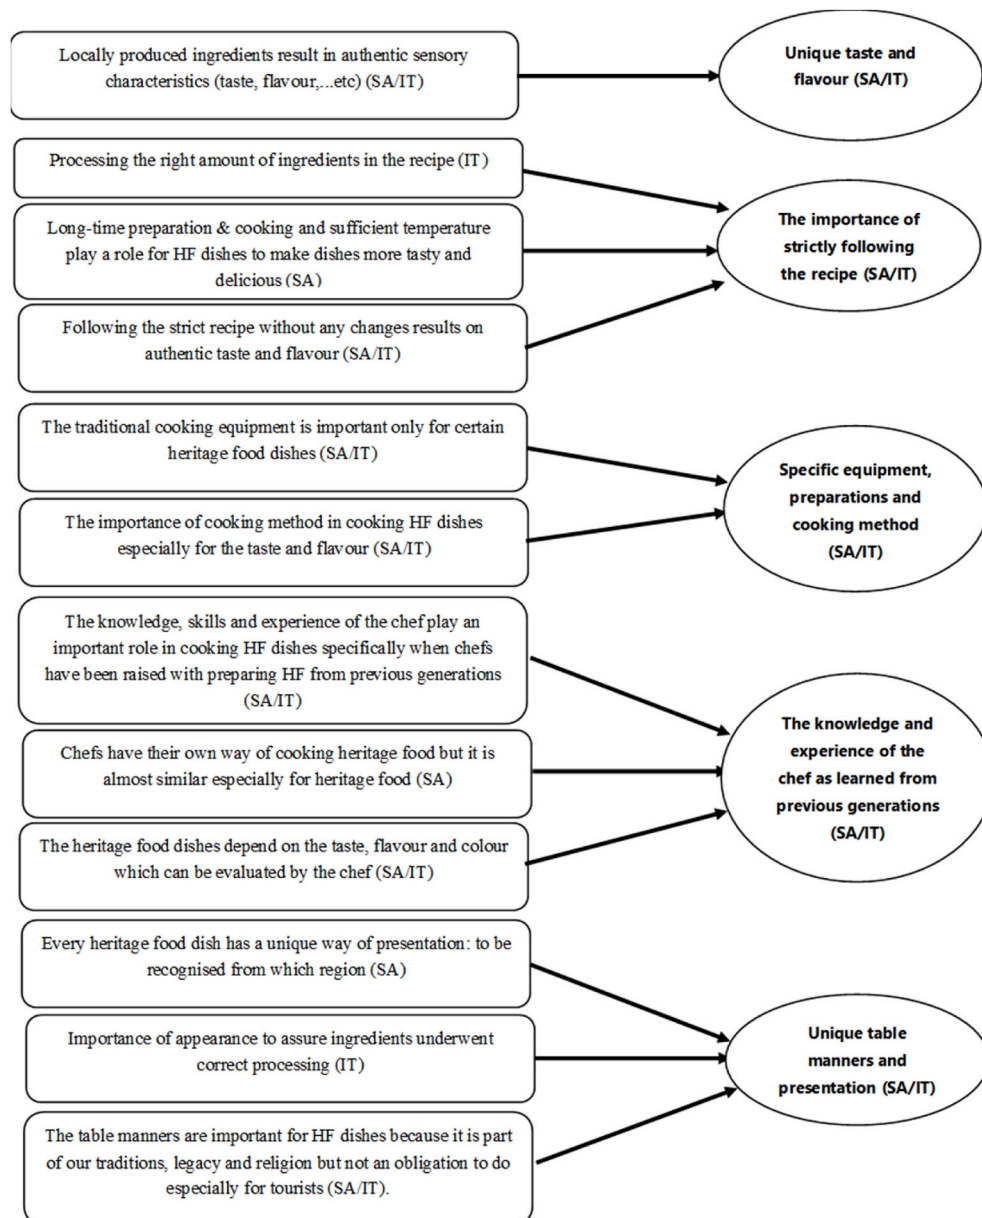 Locally produced ingredients result in authentic sensory
characteristics (taste, flavour,...etc) (SA/IT)
Unique taste and
flavour (SA/IT)
Processing the right amount of ingredients in the recipe (IT)
Long-time preparation & cooking and sufficient temperature
play a role for HF dishes to make dishes more tasty and
delicious (SA)
Following the strict recipe without any changes results on
authentic taste and flavour (SA/IT)
The importance of
strictly following
the recipe (SA/IT)
The traditional cooking equipment is important only for certain
heritage food dishes (SA/IT)
The importance of cooking method in cooking HF dishes
especially for the taste and flavour (SA/IT)
Specific equipment,
preparations and
cooking method
(SA/IT)
The knowledge, skills and experience of the chef play an
important role in cooking HF dishes specifically when chefs
have been raised with preparing HF from previous generations
(SA/IT)
Chefs have their own way of cooking heritage food but it is
almost similar especially for heritage food (SA)
The heritage food dishes depend on the taste, flavour and colour
which can be evaluated by the chef (SA/IT)
The knowledge and
experience of the
chef as learned from
previous generations
(SA/IT)
Every heritage food dish has a unique way of presentation: to be
recognised from which region (SA)
Importance of appearance to assure ingredients underwent
correct processing (IT)
The table manners are important for HF dishes because it is part
of our traditions, legacy and religion but not an obligation to do
especially for tourists (SA/IT).
Unique table
manners and
presentation (SA/IT)